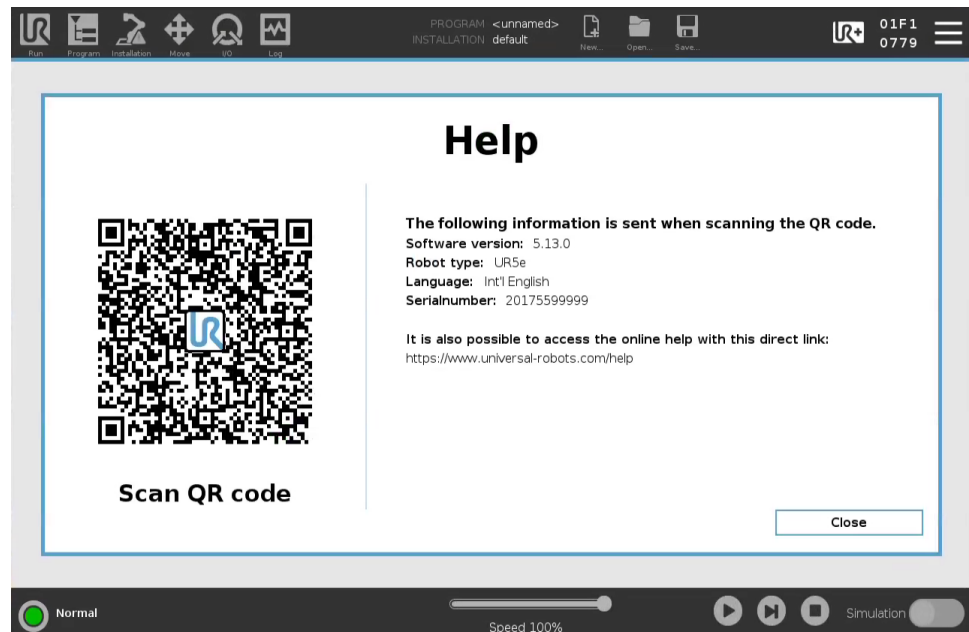 PROGRAM <unnamed>
INSTALLATION default
Run Program Installation Move I/O Log New... Open... Save...
UR+
01F1
0779
Help
The following information is sent when scanning the QR code.
Software version: 5.13.0
Robot type: UR5e
Language: Int'l English
Serialnumber: 20175599999
It is also possible to access the online help with this direct link:
https://www.universal-robots.com/help
UR
Scan QR code
Close
Normal
Speed 100%
Simulation